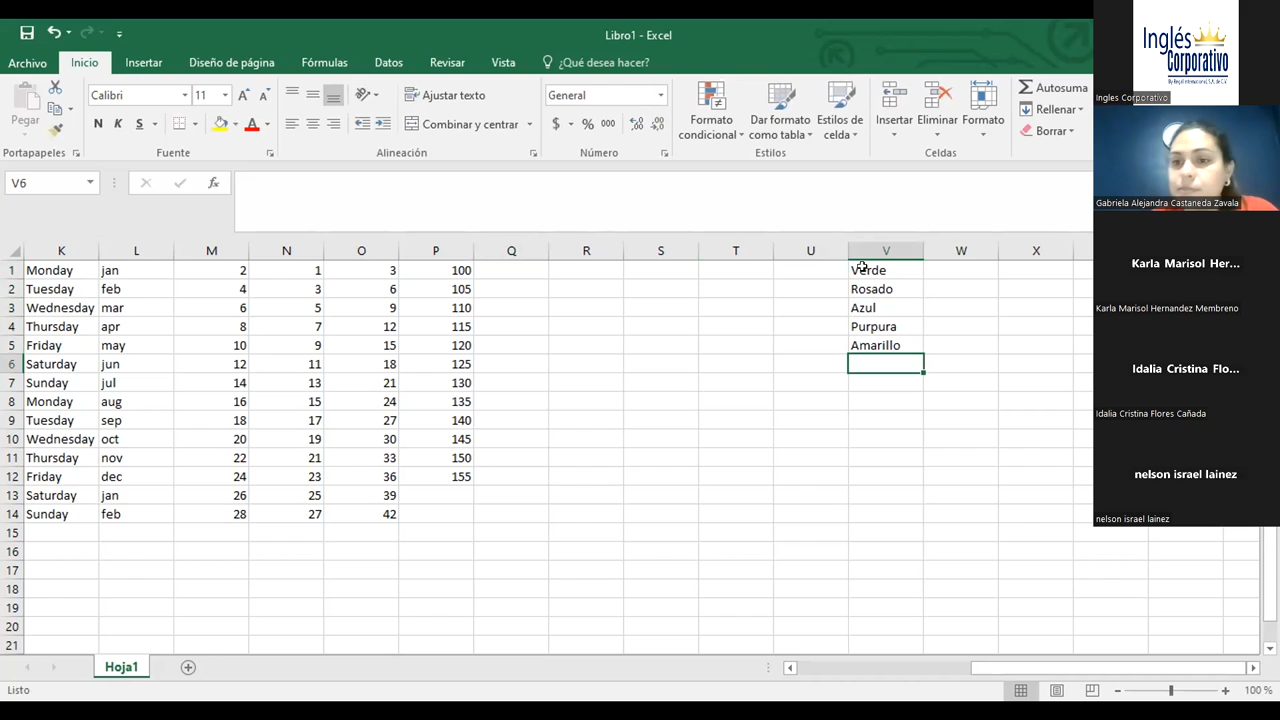 Libro1 - Excel
Archivo Inicio Insertar Diseño de página Fórmulas Datos Revisar Vista ¿Qué desea hacer?
Pegar
Calibri 11
N K S
Ajustar texto
Combinar y centrar
General
$ % 000
Formato condicional
Dar formato como tabla
Estilos de celda
Insertar Eliminar Formato
Autosuma
Rellenar
Borrar
Portapapeles Fuente Alineación Número Estilos Celdas
V6 fx
K L M N O P Q R S T U V W X
1 Monday jan 2 1 3 100 Verde
2 Tuesday feb 4 3 6 105 Rosado
3 Wednesday mar 6 5 9 110 Azul
4 Thursday apr 8 7 12 115 Purpura
5 Friday may 10 9 15 120 Amarillo
6 Saturday jun 12 11 18 125
7 Sunday jul 14 13 21 130
8 Monday aug 16 15 24 135
9 Tuesday sep 18 17 27 140
10 Wednesday oct 20 19 30 145
11 Thursday nov 22 21 33 150
12 Friday dec 24 23 36 155
13 Saturday jan 26 25 39
14 Sunday feb 28 27 42
15
16
17
18
19
20
21
Hoja1
Listo
100 %
Inglés
Corporativo
Ingles Corporativo
Gabriela Alejandra Castaneda Zavala
Karla Marisol Her...
Karla Marisol Hernandez Membreno
Idalia Cristina Flo...
Idalia Cristina Flores Cañada
nelson israel lainez
nelson israel lainez